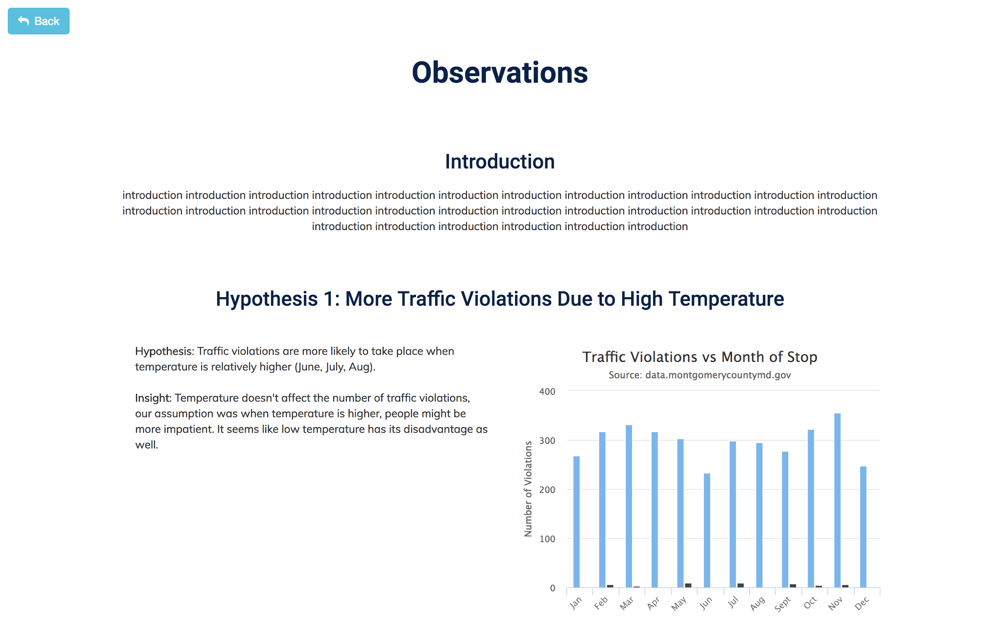 Back
Observations
Introduction
introduction introduction introduction introduction introduction introduction introduction introduction introduction introduction introduction introduction
introduction introduction introduction introduction introduction introduction introduction introduction introduction introduction introduction introduction
introduction introduction introduction introduction introduction introduction
Hypothesis 1: More Traffic Violations Due to High Temperature
Hypothesis: Traffic violations are more likely to take place when
temperature is relatively higher (June, July, Aug).
Insight: Temperature doesn't affect the number of traffic violations,
our assumption was when temperature is higher, people might be
more impatient. It seems like low temperature has its disadvantage as
well.
Traffic Violations vs Month of Stop
Source: data.montgomerycountymd.gov
Number of Violations
400
300
200
100
0
Jan Feb Mar Apr May Jun Jul Aug Sept Oct Nov Dec